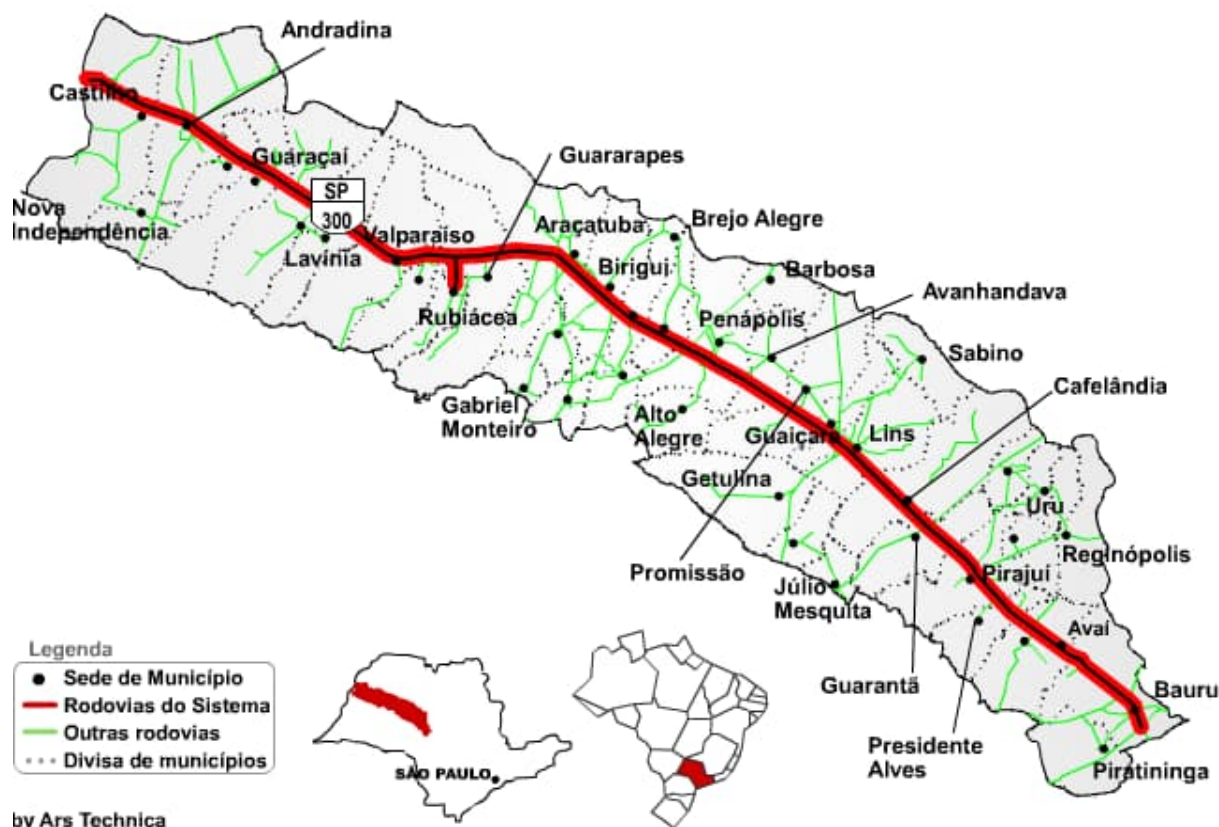 Andradina
Castilho
Guaraçaí
Guararapes
SP
300
Nova
Independência
Araçatuba
Brejo Alegre
Valparaiso
Lavínia
Birigui
Barbosa
Avanhandava
Rubiácea
Penápolis
Sabino
Cafelândia
Gabriel
Monteiro
Alto
Alegre
Guaiçara
Lins
Getulina
Uru
Promissão
Reginópolis
Júlio
Mesquita
Pirajuí
Avaí
Guarantã
Bauru
Presidente
Alves
Piratininga
Legenda
Sede de Município
Rodovias do Sistema
Outras rodovias
Divisa de municípios
SÃO PAULO
by Ars Technica